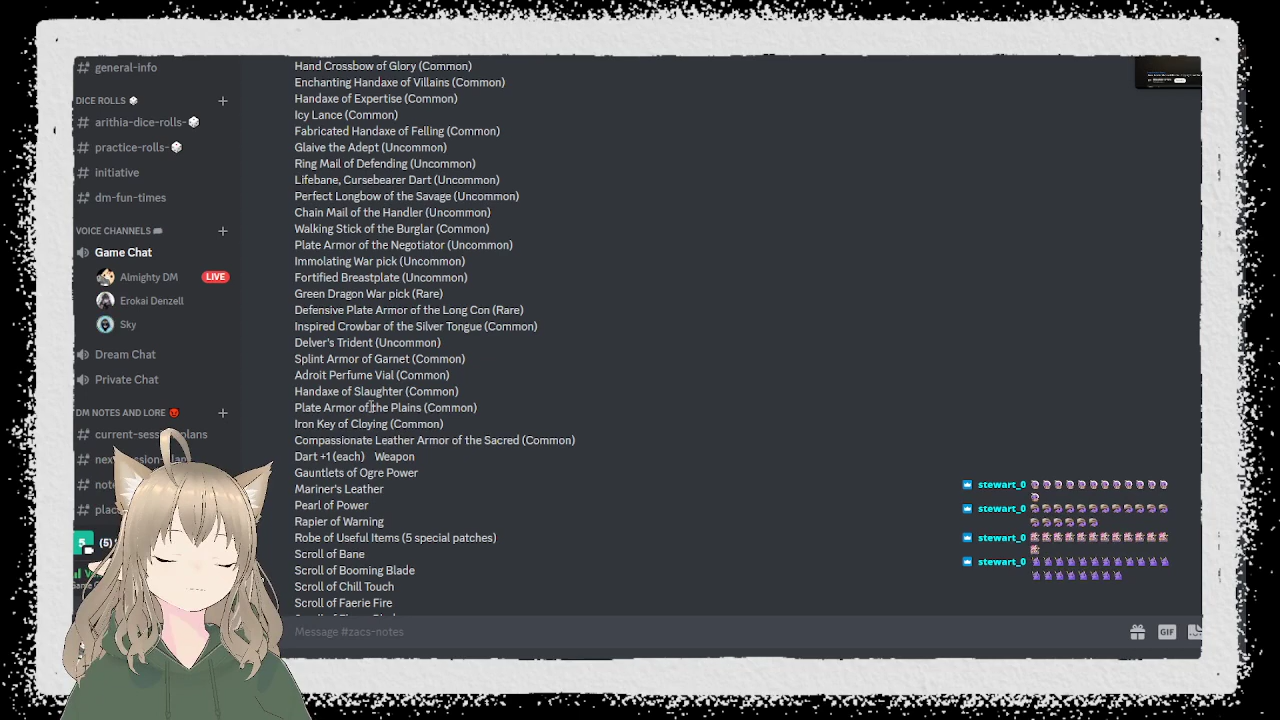 general-info
DICE ROLLS
arithia-dice-rolls-
practice-rolls-
initiative
dm-fun-times
VOICE CHANNELS
Game Chat
Almighty DM LIVE
Erokai Denzell
Sky
Dream Chat
Private Chat
DM NOTES AND LORE
current-session-plans
(5)
Hand Crossbow of Glory (Common)
Enchanting Handaxe of Villains (Common)
Handaxe of Expertise (Common)
Icy Lance (Common)
Fabricated Handaxe of Felling (Common)
Glaive the Adept (Uncommon)
Ring Mail of Defending (Uncommon)
Lifebane, Cursebearer Dart (Uncommon)
Perfect Longbow of the Savage (Uncommon)
Chain Mail of the Handler (Uncommon)
Walking Stick of the Burglar (Common)
Plate Armor of the Negotiator (Uncommon)
Immolating War pick (Uncommon)
Fortified Breastplate (Uncommon)
Green Dragon War pick (Rare)
Defensive Plate Armor of the Long Con (Rare)
Inspired Crowbar of the Silver Tongue (Common)
Delver's Trident (Uncommon)
Splint Armor of Garnet (Common)
Adroit Perfume Vial (Common)
Handaxe of Slaughter (Common)
Plate Armor of the Plains (Common)
Iron Key of Cloying (Common)
Compassionate Leather Armor of the Sacred (Common)
Dart +1 (each) Weapon
Gauntlets of Ogre Power
Mariner's Leather
Pearl of Power
Rapier of Warning
Robe of Useful Items (5 special patches)
Scroll of Bane
Scroll of Booming Blade
Scroll of Chill Touch
Scroll of Faerie Fire
Message #zacs-notes
GIF
stewart_0
stewart_0
stewart_0
stewart_0